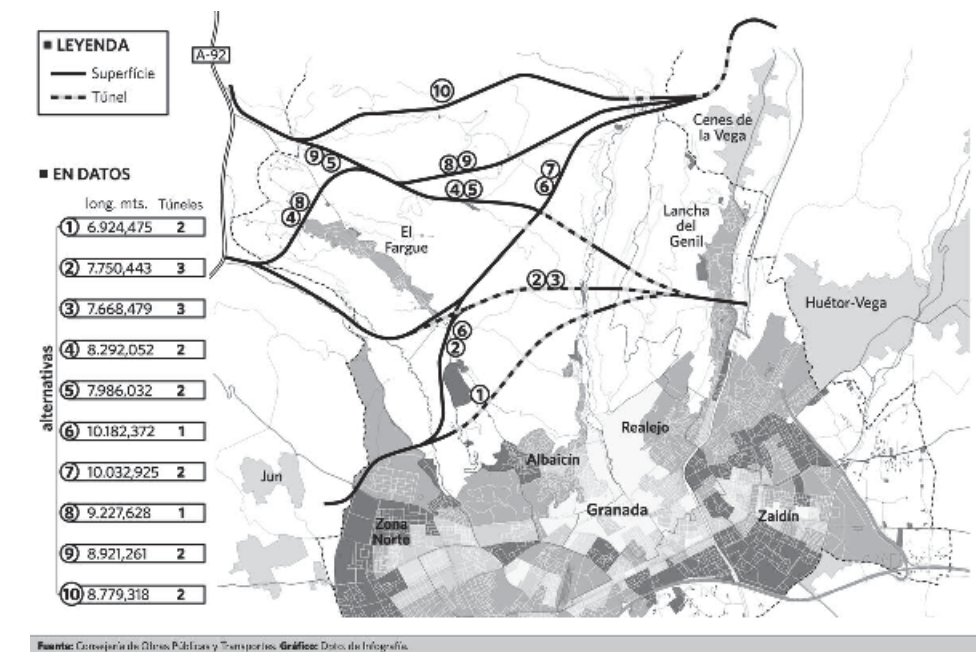 LEYENDA
Superfície
Túnel
A-92
EN DATOS
long. mts. Túneles
alternativas
1 6.924,475 2
2 7.750,443 3
3 7.668,479 3
4 8.292,052 2
5 7.986,032 2
6 10.182,372 1
7 10.032,925 2
8 9.227,628 1
9 8.921,261 2
10 8.779,318 2
10
9 5
8 9
7
6
4 5
8
4
El
Fargue
Cenes de
la Vega
Lancha
del
Genil
2 3
Huétor-Vega
6
2
1
Realejo
Albaicín
Jun
Granada
Zaidín
Zona
Norte
Fuente: Consejería de Obras Públicas y Transportes. Gráfico: Dpto. de Infografía.